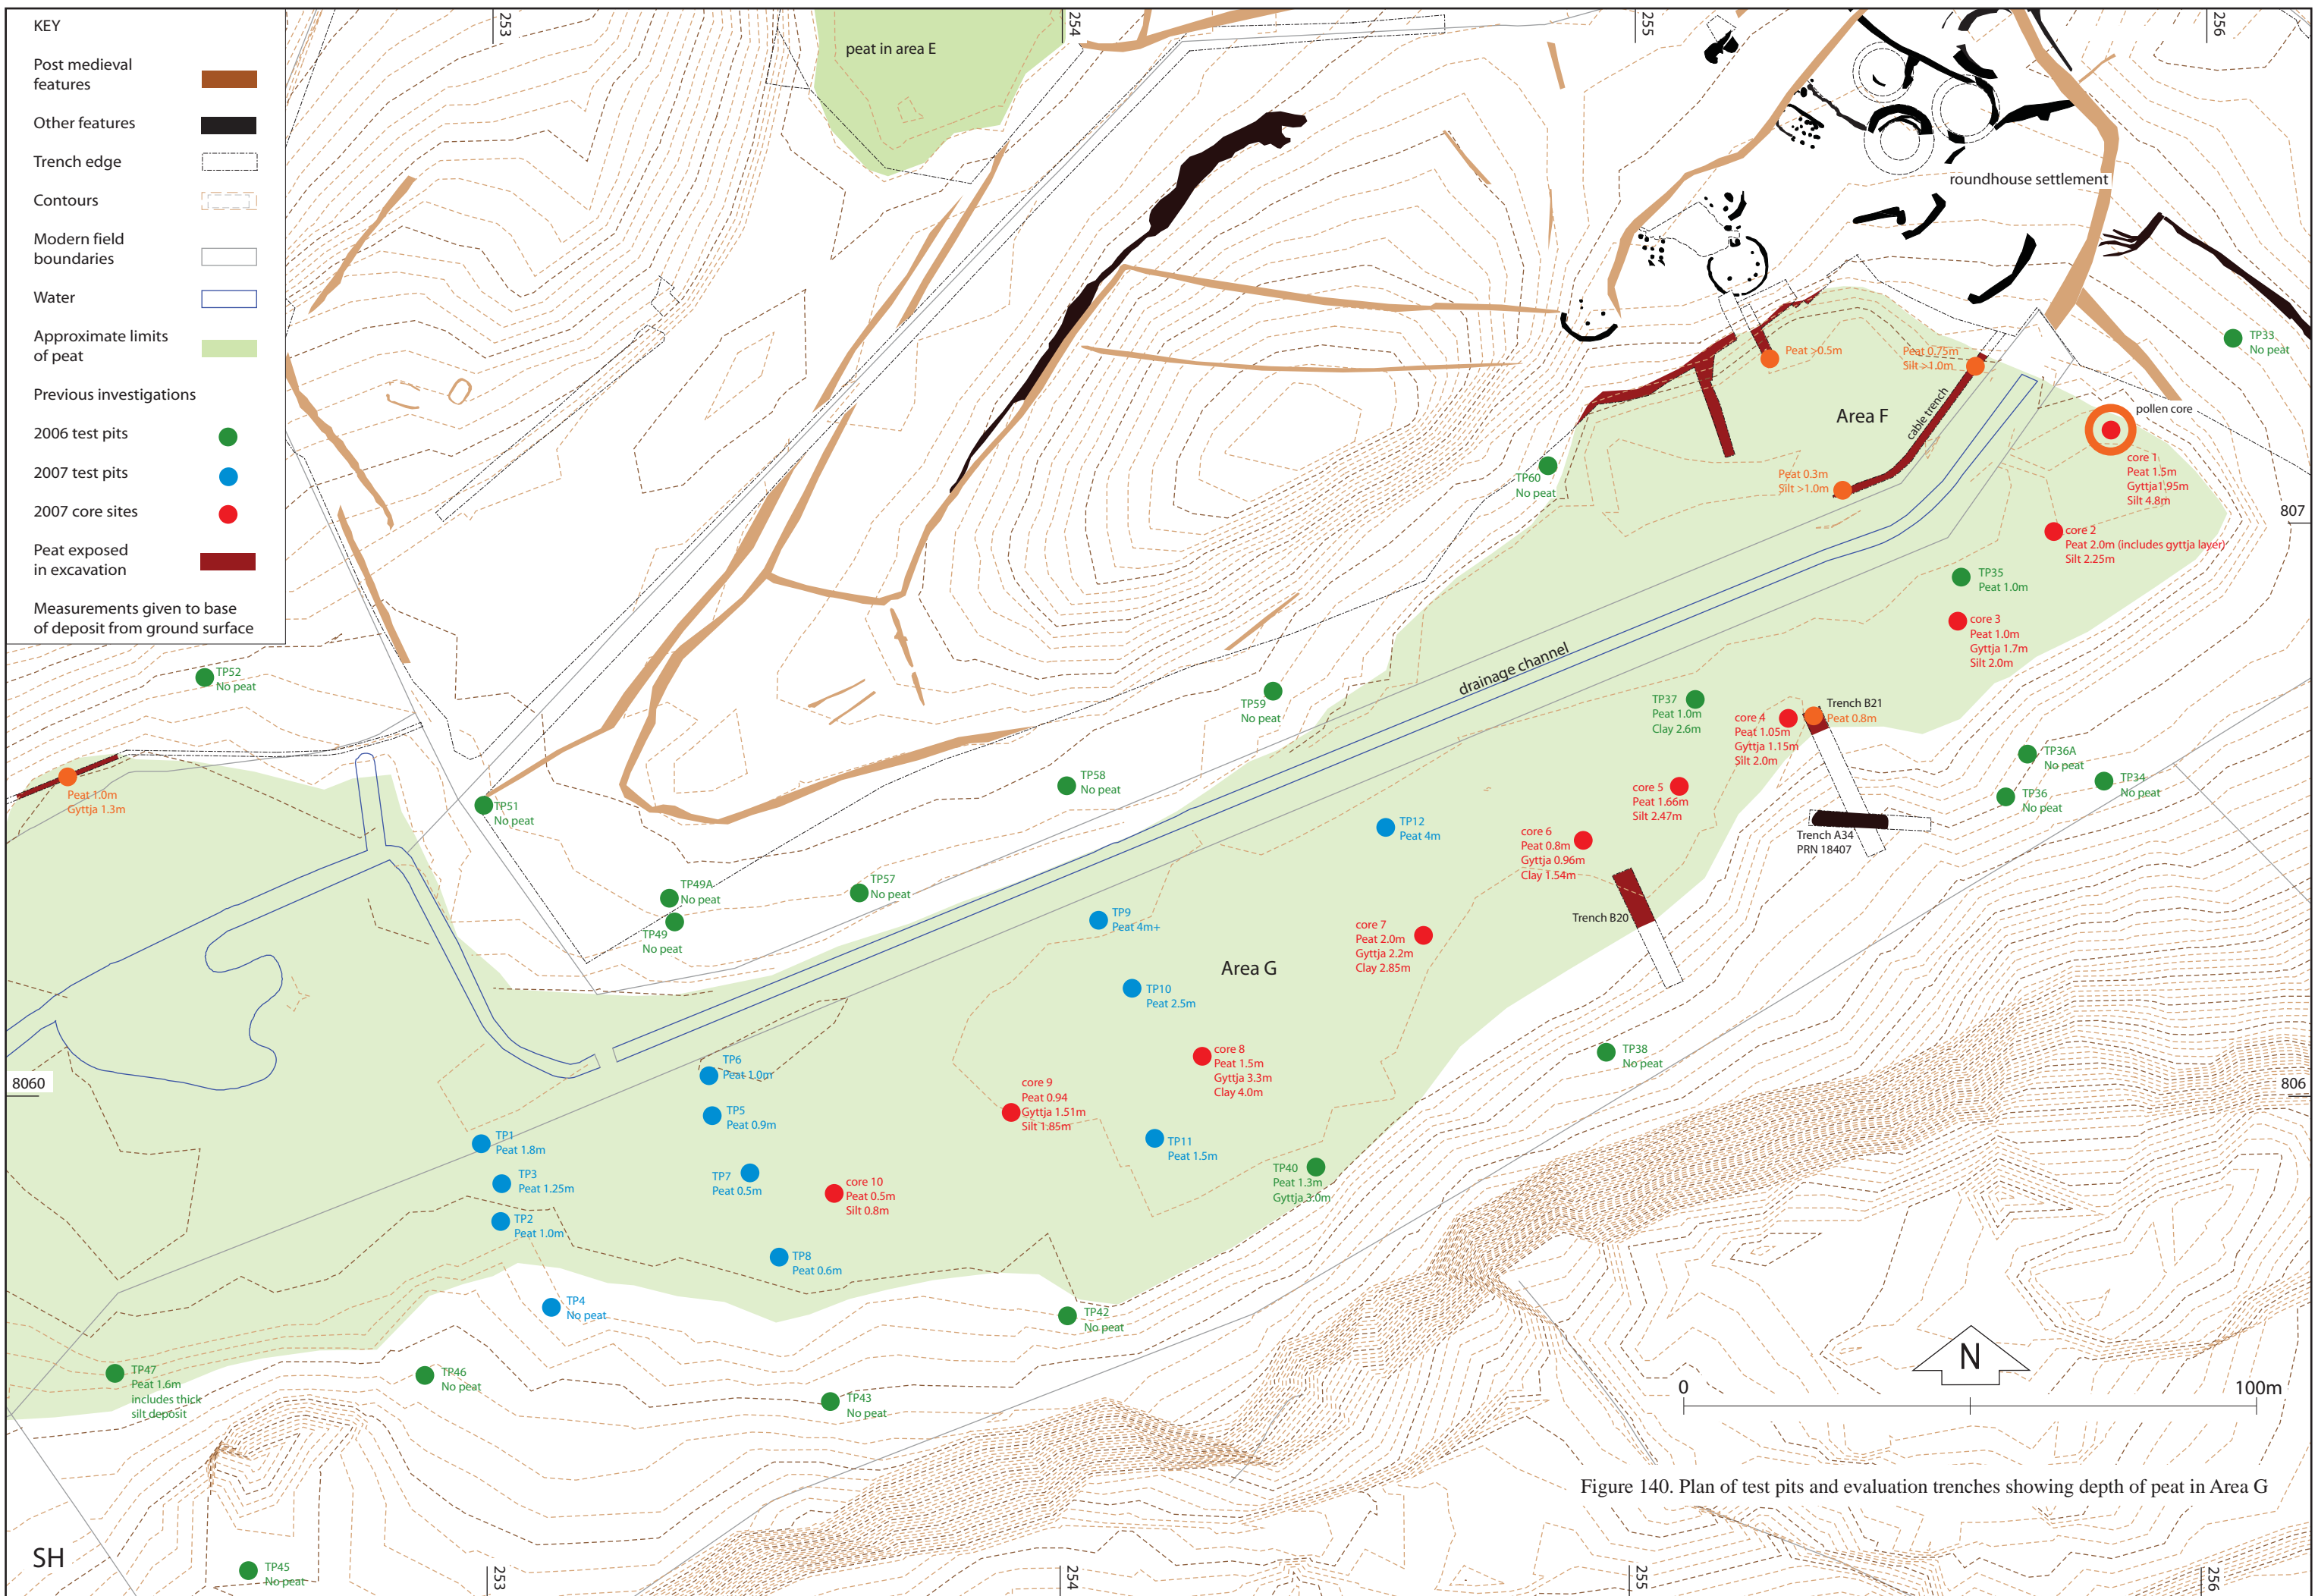 KEY
Post medieval
features
Other features
Trench edge
Contours
Modern field
boundaries
Water
Approximate limits
of peat
Previous investigations
2006 test pits
2007 test pits
2007 core sites
Peat exposed
in excavation
Measurements given to base
of deposit from ground surface
253
254
255
256
peat in area E
roundhouse settlement
TP33
No peat
Peat >0.5m
Peat 0.75m
Silt >1.0m
Area F
cable trench
pollen core
core 1
Peat 1.5m
Gyttja1.95m
Silt 4.8m
TP60
No peat
Peat 0.3m
Silt >1.0m
807
core 2
Peat 2.0m (includes gyttja layer)
Silt 2.25m
TP35
Peat 1.0m
core 3
Peat 1.0m
Gyttja 1.7m
Silt 2.0m
drainage channel
TP52
No peat
TP59
No peat
TP37
Peat 1.0m
Clay 2.6m
core 4
Peat 1.05m
Gyttja 1.15m
Silt 2.0m
Trench B21
Peat 0.8m
TP36A
No peat
TP34
No peat
TP36
No peat
Peat 1.0m
Gyttja 1.3m
TP51
No peat
TP58
No peat
TP12
Peat 4m
core 5
Peat 1.66m
Silt 2.47m
core 6
Peat 0.8m
Gyttja 0.96m
Clay 1.54m
Trench A34
PRN 18407
TP49A
No peat
TP49
No peat
TP57
No peat
TP9
Peat 4m+
core 7
Peat 2.0m
Gyttja 2.2m
Clay 2.85m
Trench B20
Area G
TP10
Peat 2.5m
TP38
No peat
8060
806
TP6
Peat 1.0m
core 8
Peat 1.5m
Gyttja 3.3m
Clay 4.0m
core 9
Peat 0.94
Gyttja 1.51m
Silt 1.85m
TP5
Peat 0.9m
TP1
Peat 1.8m
TP11
Peat 1.5m
TP3
Peat 1.25m
TP7
Peat 0.5m
core 10
Peat 0.5m
Silt 0.8m
TP40
Peat 1.3m
Gyttja 3.0m
TP2
Peat 1.0m
TP8
Peat 0.6m
TP4
No peat
TP42
No peat
TP47
Peat 1.6m
includes thick
silt deposit
TP46
No peat
TP43
No peat
N
0
100m
Figure 140. Plan of test pits and evaluation trenches showing depth of peat in Area G
SH
TP45
No peat
253
254
255
256